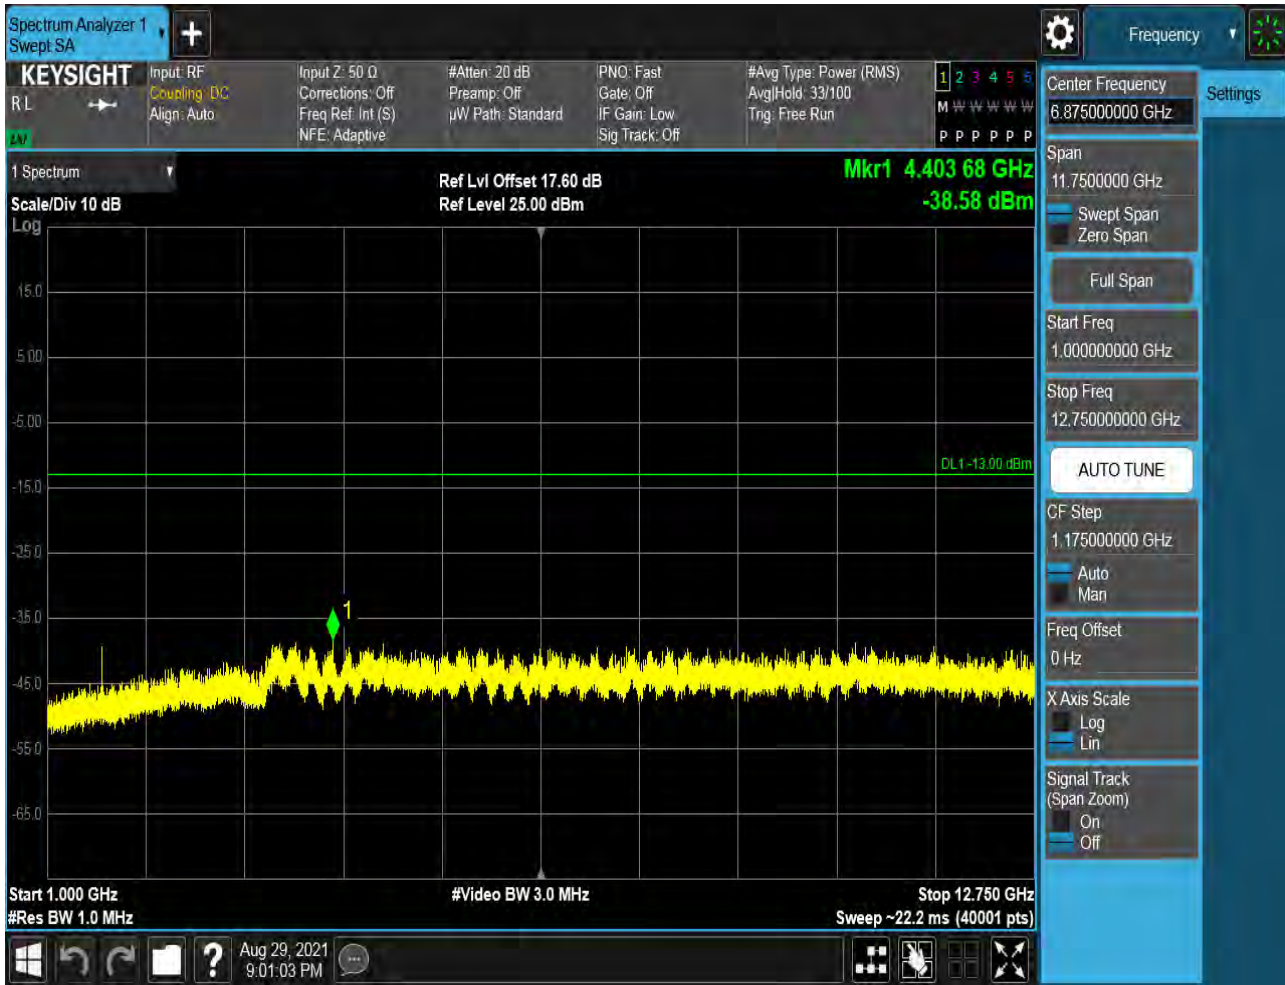 Spectrum Analyzer 1
Swept SA
Frequency
KEYSIGHT
R L
LNI
Input: RF
Coupling: DC
Align: Auto
Input Z: 50 Ω
Corrections: Off
Freq Ref: Int (S)
NFE: Adaptive
#Atten: 20 dB
Preamp: Off
µW Path: Standard
PNO: Fast
Gate: Off
IF Gain: Low
Sig Track: Off
#Avg Type: Power (RMS)
Avg|Hold: 33/100
Trig: Free Run
1 2 3 4 5 6
M W W W W W
P P P P P P
1 Spectrum
Scale/Div 10 dB
Log
Ref Lvl Offset 17.60 dB
Ref Level 25.00 dBm
Mkr1 4.403 68 GHz
-38.58 dBm
15.0
5.00
-5.00
DL1 -13.00 dBm
-15.0
-25.0
1
-35.0
-45.0
-55.0
-65.0
Start 1.000 GHz
#Video BW 3.0 MHz
Stop 12.750 GHz
#Res BW 1.0 MHz
Sweep ~22.2 ms (40001 pts)
Aug 29, 2021
9:01:03 PM
Settings
Center Frequency
6.875000000 GHz
Span
11.7500000 GHz
Swept Span
Zero Span
Full Span
Start Freq
1.000000000 GHz
Stop Freq
12.750000000 GHz
AUTO TUNE
CF Step
1.175000000 GHz
Auto
Man
Freq Offset
0 Hz
X Axis Scale
Log
Lin
Signal Track
(Span Zoom)
On
Off